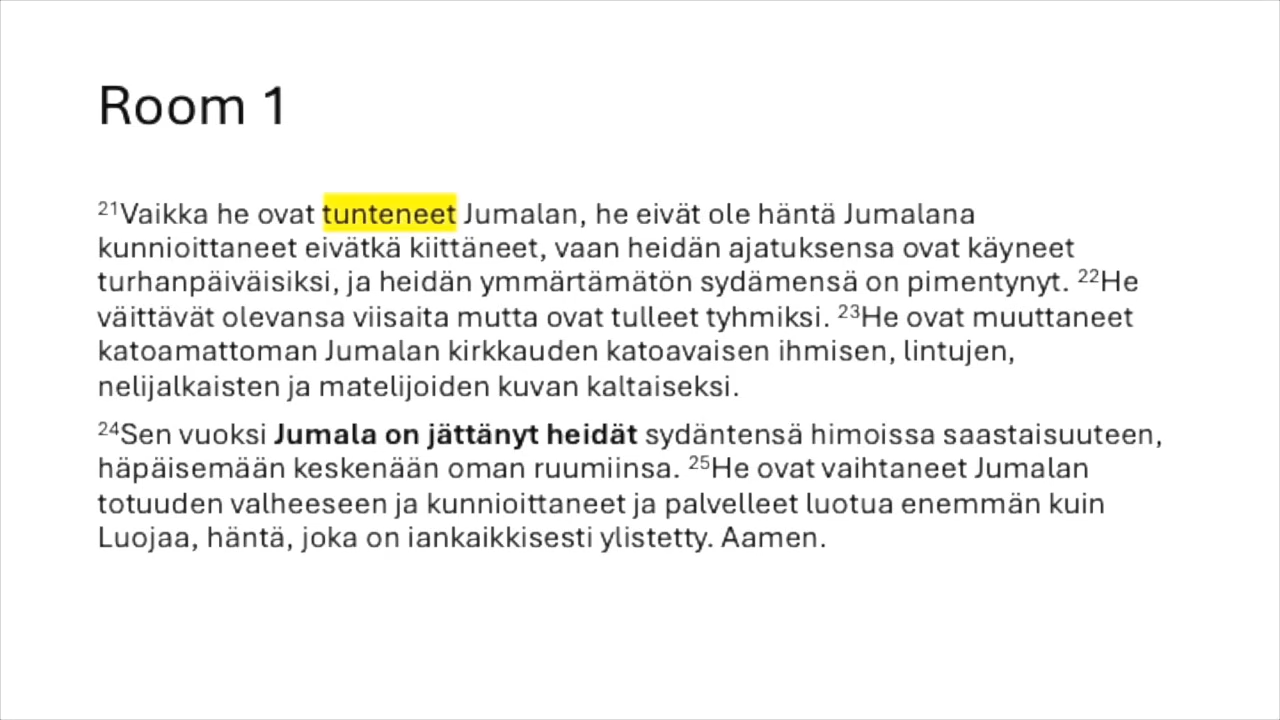 Room 1
²¹Vaikka he ovat tunteneet Jumalan, he eivät ole häntä Jumalana
kunnioittaneet eivätkä kiittäneet, vaan heidän ajatuksensa ovat käyneet
turhanpäiväisiksi, ja heidän ymmärtämätön sydämensä on pimentynyt. ²²He
väittävät olevansa viisaita mutta ovat tulleet tyhmiksi. ²³He ovat muuttaneet
katoamattoman Jumalan kirkkauden katoavaisen ihmisen, lintujen,
nelijalkaisten ja matelijoiden kuvan kaltaiseksi.
²⁴Sen vuoksi Jumala on jättänyt heidät sydäntensä himoissa saastaisuuteen,
häpäisemään keskenään oman ruumiinsa. ²⁵He ovat vaihtaneet Jumalan
totuuden valheeseen ja kunnioittaneet ja palvelleet luotua enemmän kuin
Luojaa, häntä, joka on iankaikkisesti ylistetty. Aamen.